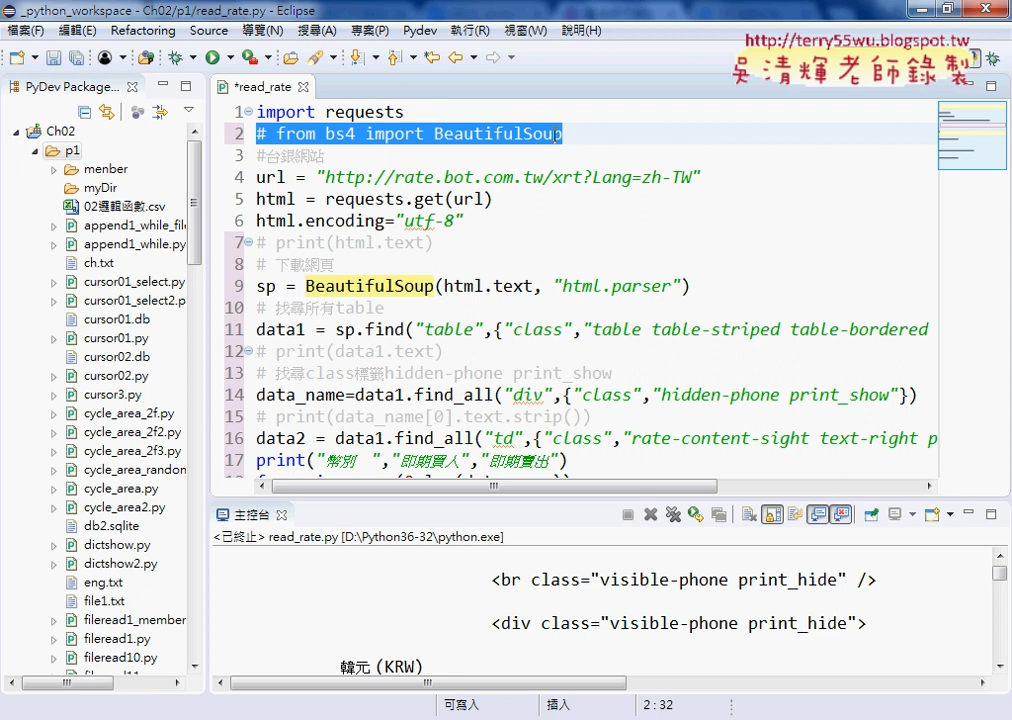 _python_workspace - Ch02/p1/read_rate.py - Eclipse
檔案(F) 編輯(E) Refactoring Source 導覽(N) 搜尋(A) 專案(P) Pydev 執行(R) 視窗(W) 說明(H)
http://terry55wu.blogspot.tw
吳清輝老師錄製
PyDev Package...
*read_rate
Ch02
p1
menber
myDir
02邏輯函數.csv
append1_while_file
append1_while.py
ch.txt
cursor01_select.py
cursor01_select2.p
cursor01.db
cursor01.py
cursor02.db
cursor02.py
cursor3.py
cycle_area_2f.py
cycle_area_2f2.py
cycle_area_2f3.py
cycle_area_random
cycle_area.py
cycle_area2.py
db2.sqlite
dictshow.py
dictshow2.py
eng.txt
file1.txt
fileread1_member
fileread1.py
fileread10.py
1 import requests
2 # from bs4 import BeautifulSoup
3 #台銀網站
4 url = "http://rate.bot.com.tw/xrt?Lang=zh-TW"
5 html = requests.get(url)
6 html.encoding="utf-8"
7 # print(html.text)
8 # 下載網頁
9 sp = BeautifulSoup(html.text, "html.parser")
10 # 找尋所有table
11 data1 = sp.find("table",{"class","table table-striped table-bordered
12 # print(data1.text)
13 # 找尋class標籤hidden-phone print_show
14 data_name=data1.find_all("div",{"class","hidden-phone print_show"})
15 # print(data_name[0].text.strip())
16 data2 = data1.find_all("td",{"class","rate-content-sight text-right p
17 print("幣別 ","即期買入","即期賣出")
主控台
<已終止> read_rate.py [D:\Python36-32\python.exe]
<br class="visible-phone print_hide" />
<div class="visible-phone print_hide">
韓元 (KRW)
可寫入 插入 2:32